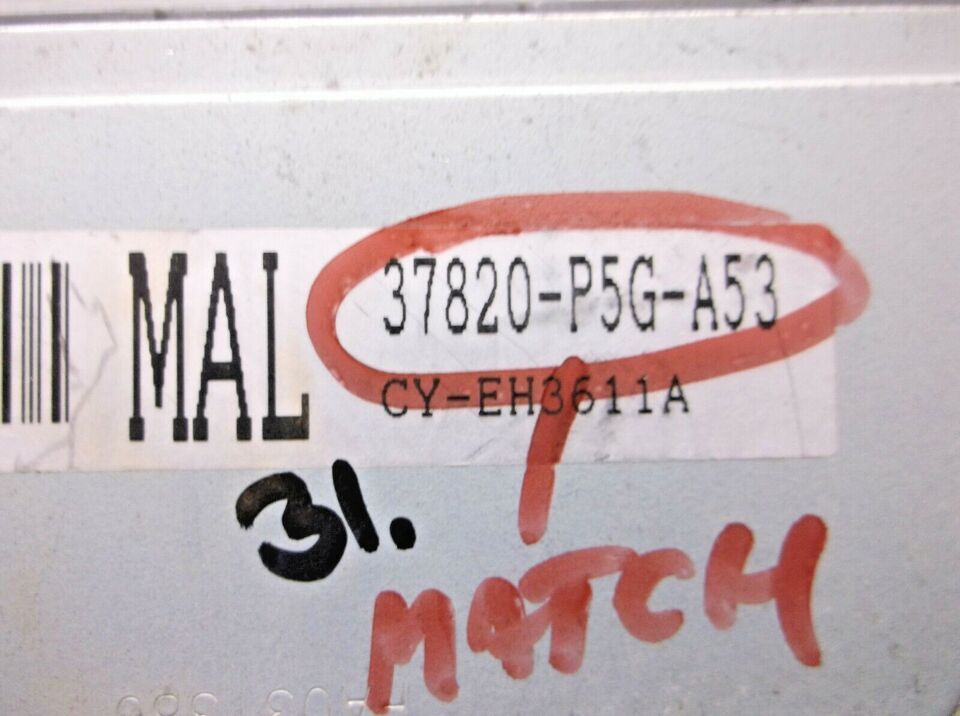 MAL
37820-P5G-A53
CY-EH3611A
31.
MATCH